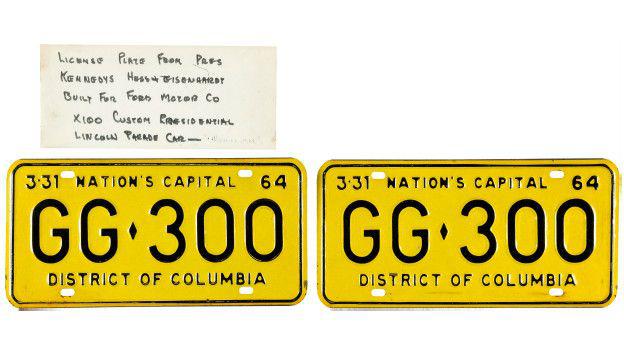 LICENSE PLATE FROM PRES
KENNEDYS HESS & EISENHARDT
BUILT FOR FORD MOTOR CO
X100 CUSTOM PRESIDENTIAL
LINCOLN PARADE CAR—
3·31 NATION'S CAPITAL 64
GG♦300
DISTRICT OF COLUMBIA
3·31 NATION'S CAPITAL 64
GG♦300
DISTRICT OF COLUMBIA